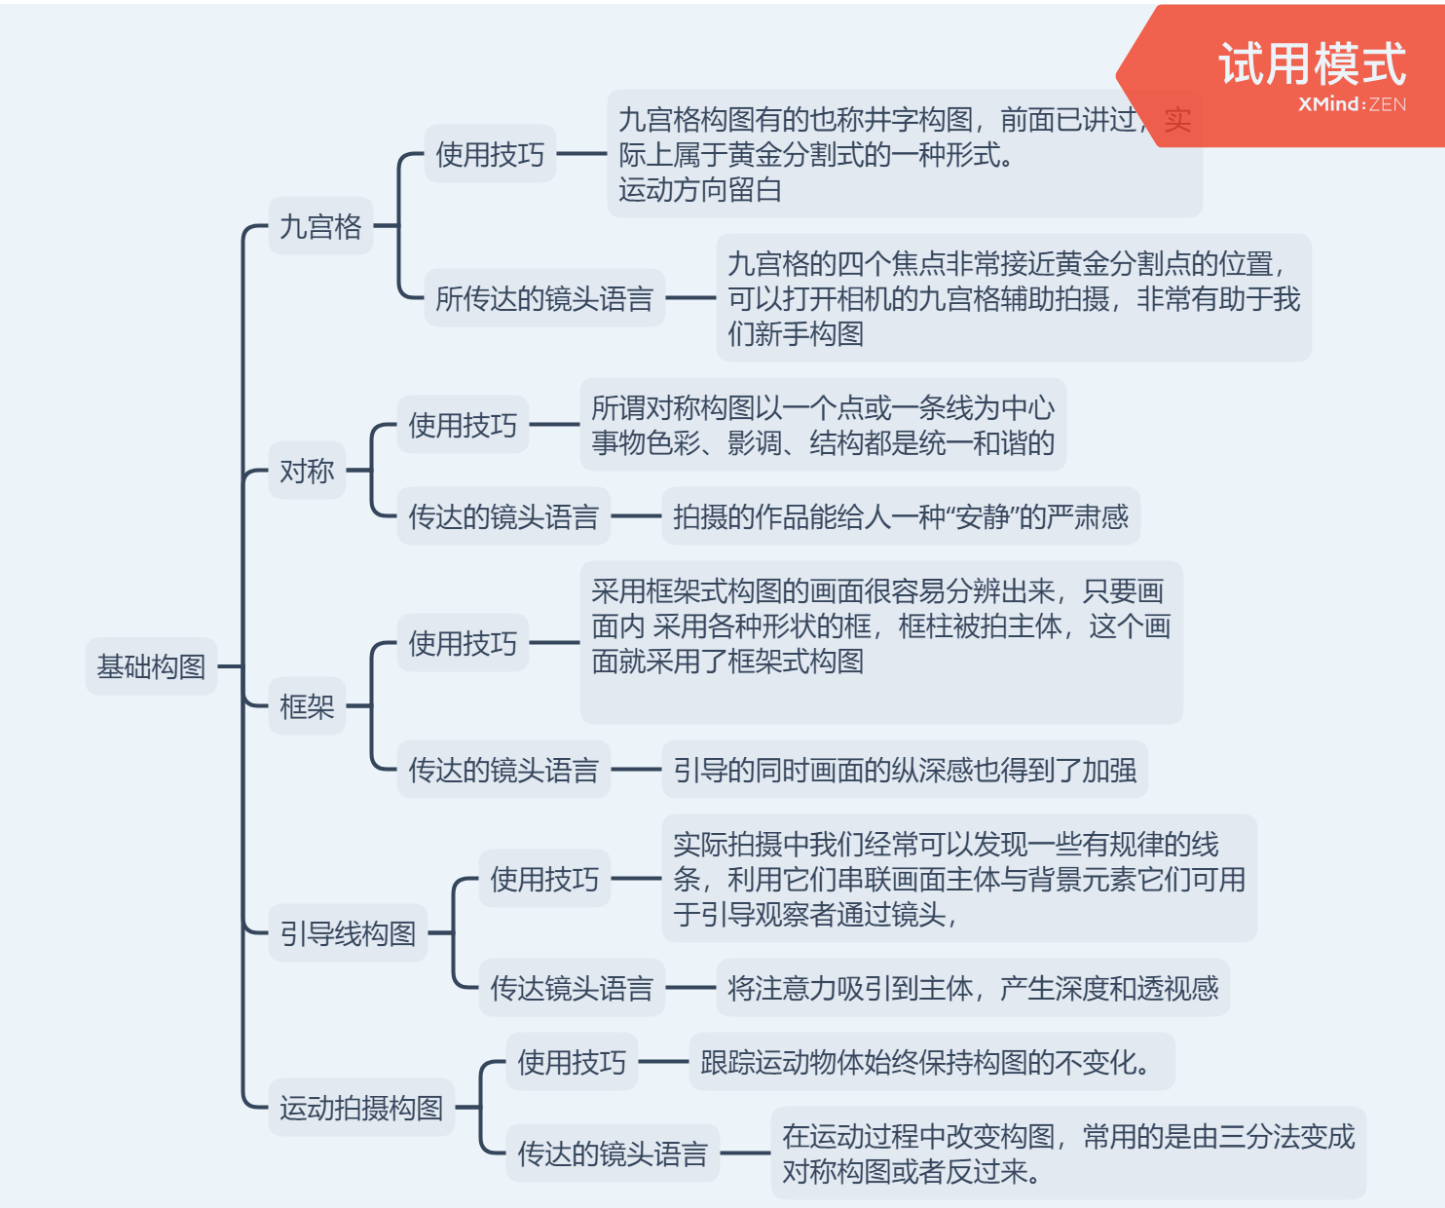 试用模式
XMind:ZEN
基础构图
九宫格
使用技巧
九宫格构图有的也称井字构图，前面已讲过，实
际上属于黄金分割式的一种形式。
运动方向留白
所传达的镜头语言
九宫格的四个焦点非常接近黄金分割点的位置，
可以打开相机的九宫格辅助拍摄，非常有助于我
们新手构图
对称
使用技巧
所谓对称构图以一个点或一条线为中心
事物色彩、影调、结构都是统一和谐的
传达的镜头语言
拍摄的作品能给人一种“安静”的严肃感
框架
使用技巧
采用框架式构图的画面很容易分辨出来，只要画
面内 采用各种形状的框，框柱被拍主体，这个画
面就采用了框架式构图
传达的镜头语言
引导的同时画面的纵深感也得到了加强
引导线构图
使用技巧
实际拍摄中我们经常可以发现一些有规律的线
条，利用它们串联画面主体与背景元素它们可用
于引导观察者通过镜头，
传达镜头语言
将注意力吸引到主体，产生深度和透视感
运动拍摄构图
使用技巧
跟踪运动物体始终保持构图的不变化。
传达的镜头语言
在运动过程中改变构图，常用的是由三分法变成
对称构图或者反过来。